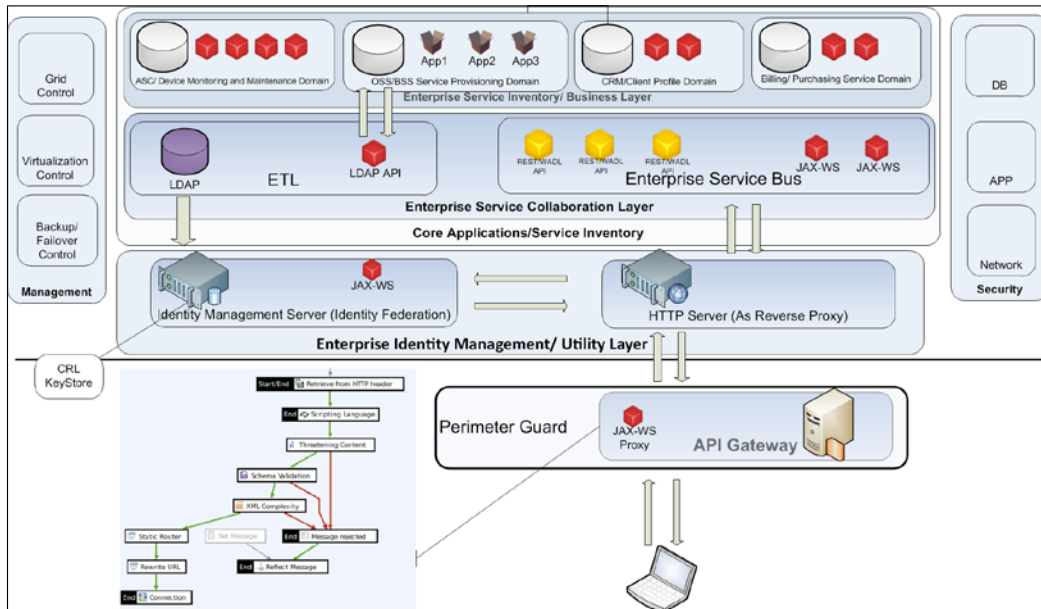 Grid
Control
Virtualization
Control
Backup/
Failover
Control
Management
App1
App2
App3
ASC/ Device Monitoring and Maintenance Domain
OSS/BSS Service Provisioning Domain
CRM/Client Profile Domain
Billing/ Purchasing Service Domain
Enterprise Service Inventory/ Business Layer
LDAP
ETL
LDAP API
REST/WADL
API
REST/WADL
API
REST/WADL
API
JAX-WS
JAX-WS
Enterprise Service Bus
Enterprise Service Collaboration Layer
Core Applications/Service Inventory
JAX-WS
Identity Management Server (Identity Federation)
HTTP Server (As Reverse Proxy)
Enterprise Identity Management/ Utility Layer
DB
APP
Network
Security
CRL
KeyStore
Start/End Retrieve from HTTP header
End Scripting Language
Threatening Content
Schema Validation
XML Complexity
Static Router
Set Message
End Message rejected
Rewrite URL
End Reflect Message
End Connection
Perimeter Guard
JAX-WS
Proxy
API Gateway